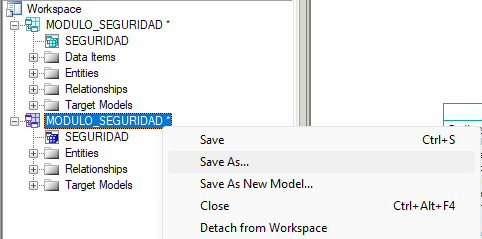 Workspace
MODULO_SEGURIDAD *
SEGURIDAD
Data Items
Entities
Relationships
Target Models
MODULO_SEGURIDAD *
SEGURIDAD
Entities
Relationships
Target Models
Save Ctrl+S
Save As...
Save As New Model...
Close Ctrl+Alt+F4
Detach from Workspace